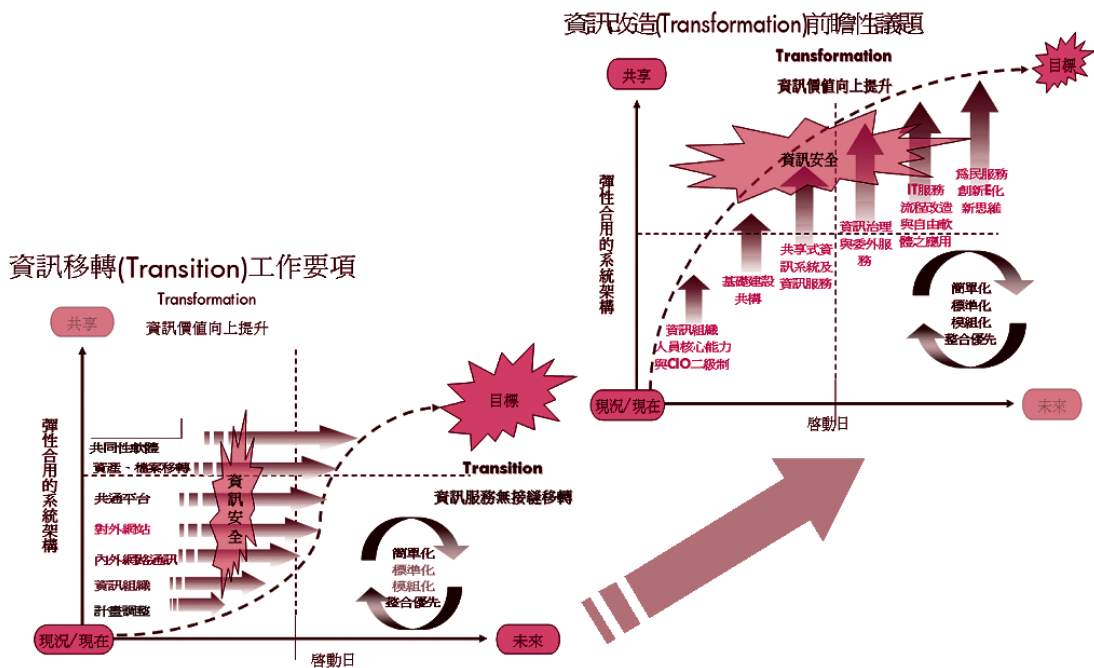 資訊改造(Transformation)前瞻性議題
Transformation
資訊價值向上提升
共享
目標
彈性合用的系統架構
資訊安全
為民服務
創新E化
新思維
IT服務
流程改造
與自由軟
體之應用
資訊治理
與委外服
務
共享式資
訊系統及
資訊服務
基礎建設
共構
資訊組織
人員核心能力
與CIO二級制
簡單化
標準化
模組化
整合優先
現況/現在
啓動日
未來
資訊移轉(Transition)工作要項
Transformation
資訊價值向上提升
共享
彈性合用的系統架構
目標
共同性軟體
資產、檔案移轉
共通平台
對外網站
內外網路通訊
資訊組織
計畫調整
資訊安全
Transition
資訊服務無接縫移轉
簡單化
標準化
模組化
整合優先
現況/現在
啓動日
未來